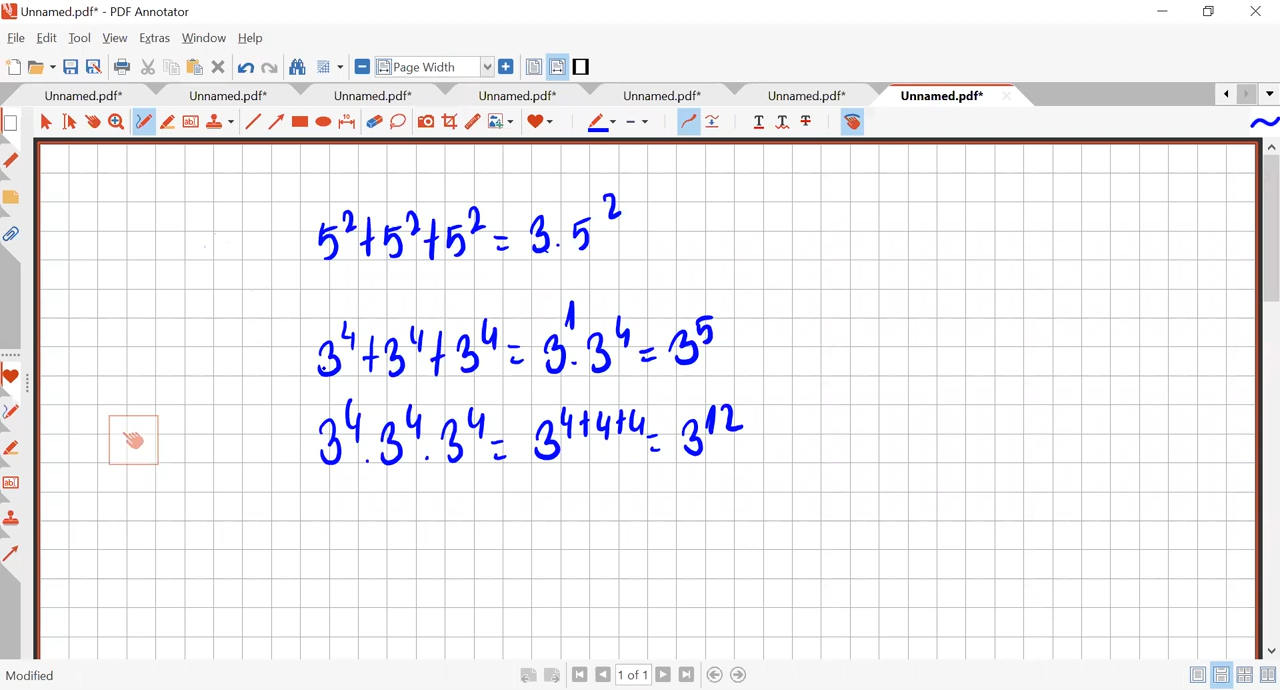 Unnamed.pdf* - PDF Annotator
File Edit Tool View Extras Window Help
Page Width
Unnamed.pdf* Unnamed.pdf* Unnamed.pdf* Unnamed.pdf* Unnamed.pdf* Unnamed.pdf* Unnamed.pdf*
5² + 5² + 5² = 3 . 5²
3⁴ + 3⁴ + 3⁴ = 3¹ . 3⁴ = 3⁵
3⁴ . 3⁴ . 3⁴ = 3⁴⁺⁴⁺⁴ = 3¹²
Modified 1 of 1